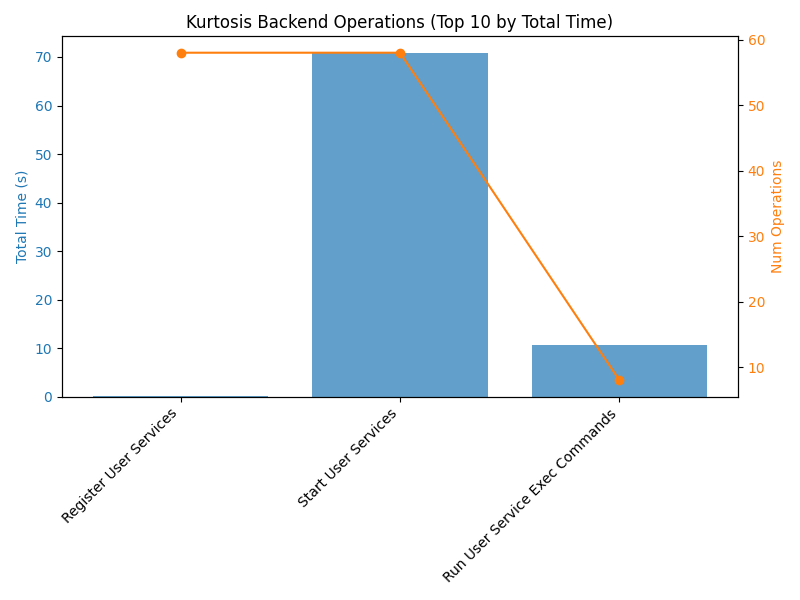 Kurtosis Backend Operations (Top 10 by Total Time)
Total Time (s)
70
60
50
40
30
20
10
0
Num Operations
60
50
40
30
20
10
Register User Services
Start User Services
Run User Service Exec Commands